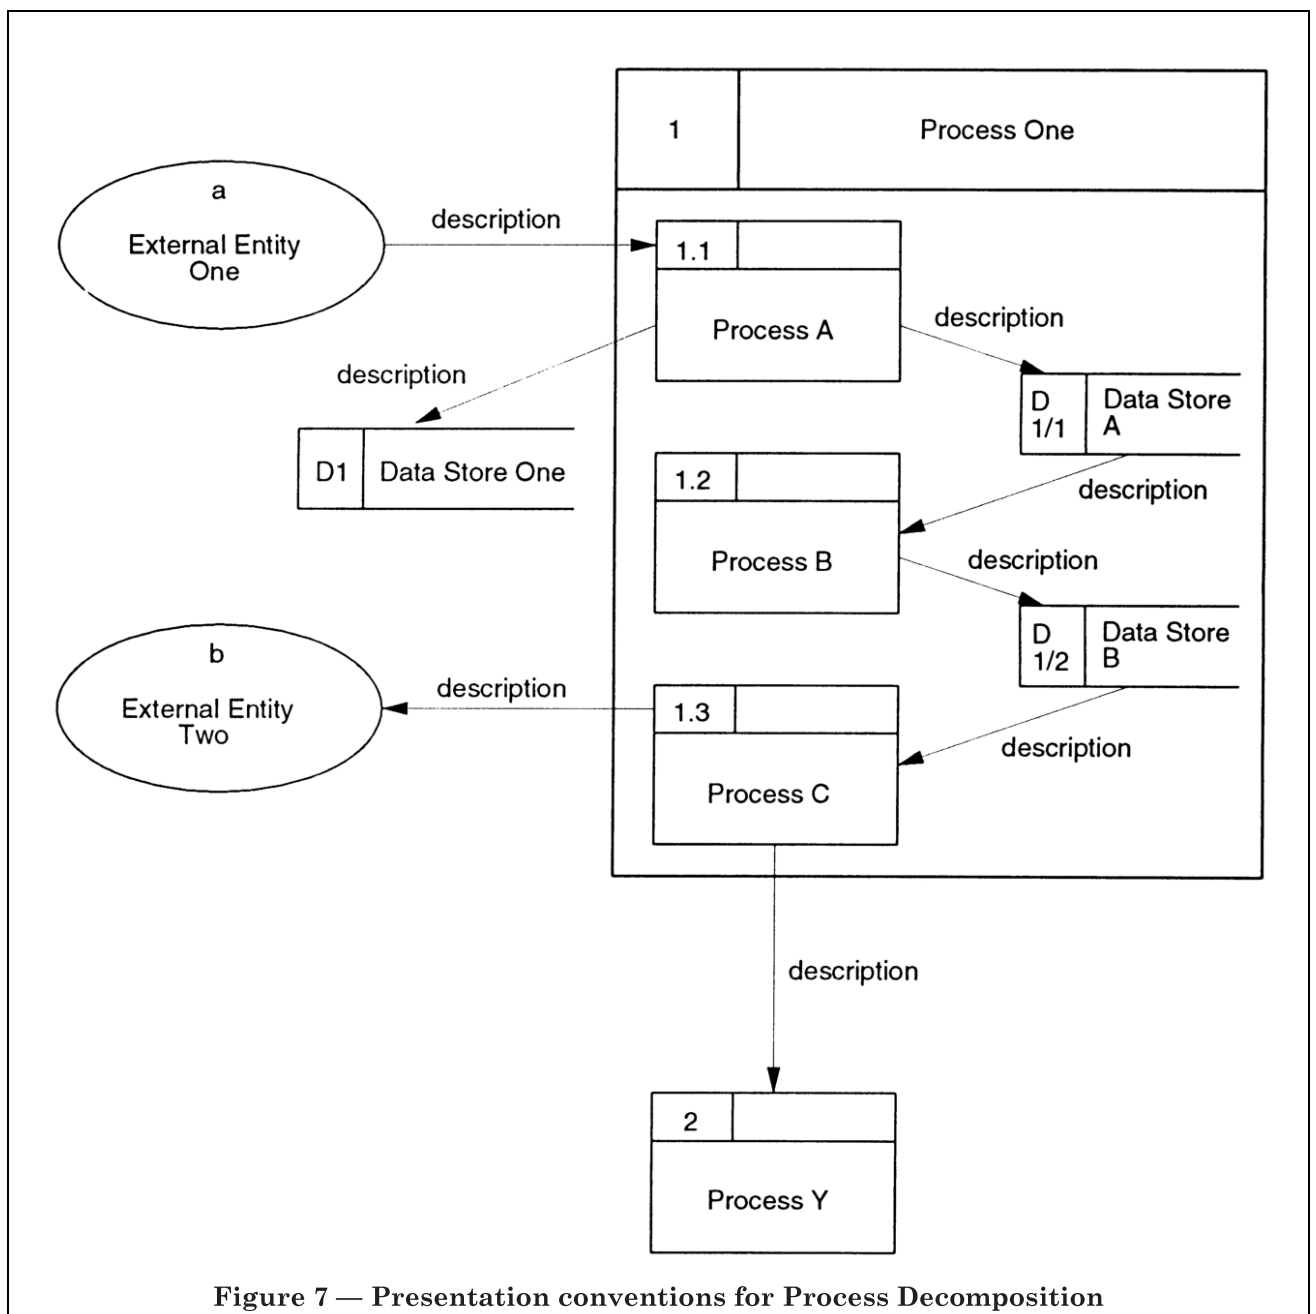 1
Process One
a
External Entity
One
description
1.1
Process A
description
description
D
1/1
Data Store
A
D1
Data Store One
1.2
description
Process B
description
b
External Entity
Two
description
D
1/2
Data Store
B
1.3
description
Process C
description
2
Process Y
Figure 7 — Presentation conventions for Process Decomposition